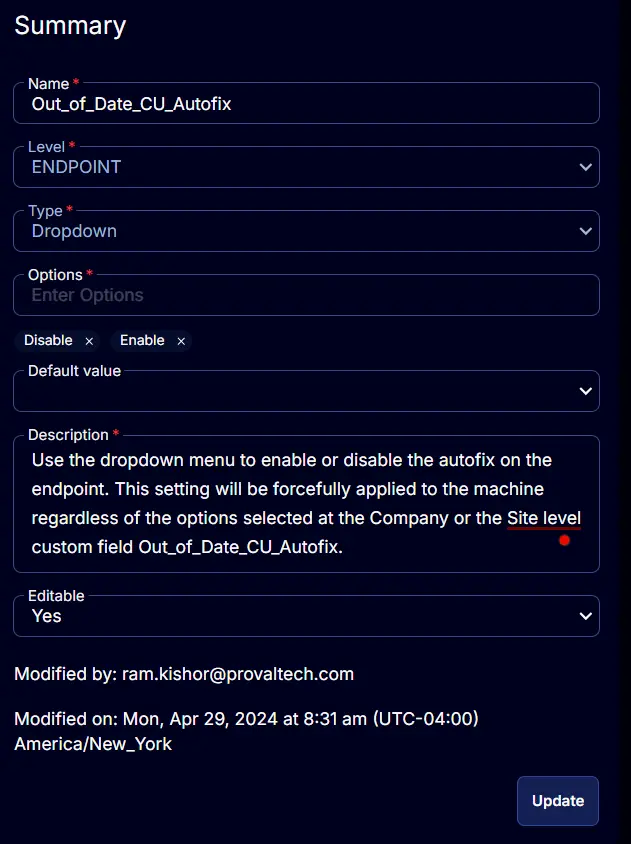 Summary
Name *
Out_of_Date_CU_Autofix
Level *
ENDPOINT
Type *
Dropdown
Options *
Enter Options
Disable × Enable ×
Default value
Description *
Use the dropdown menu to enable or disable the autofix on the
endpoint. This setting will be forcefully applied to the machine
regardless of the options selected at the Company or the Site level
custom field Out_of_Date_CU_Autofix.
Editable
Yes
Modified by: ram.kishor@provaltech.com
Modified on: Mon, Apr 29, 2024 at 8:31 am (UTC-04:00)
America/New_York
Update